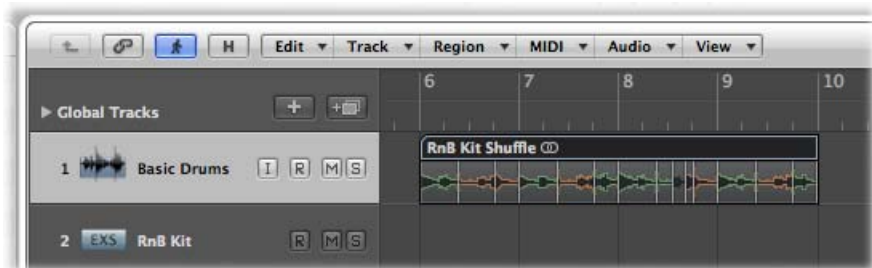 H Edit Track Region MIDI Audio View
6 7 8 9 10
Global Tracks
RnB Kit Shuffle
1 Basic Drums I R M S
2 EXS RnB Kit R M S